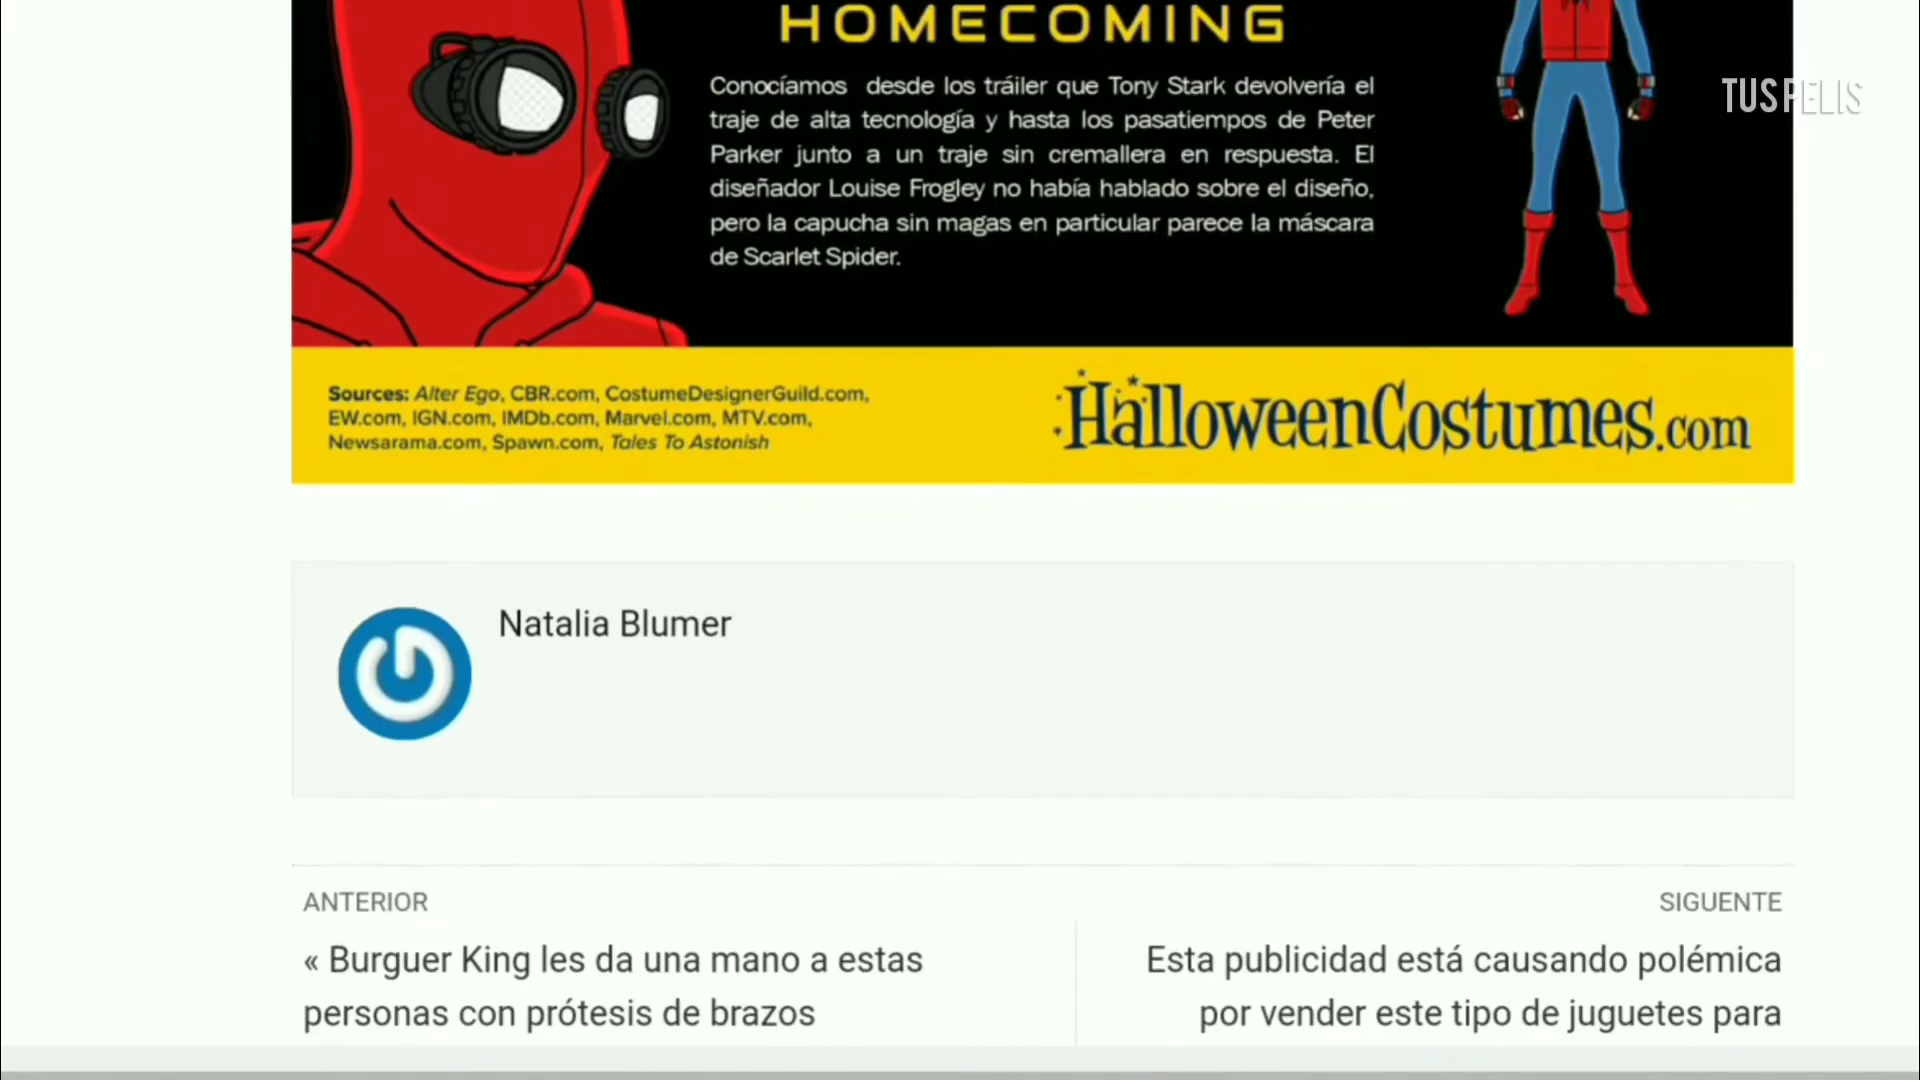 HOMECOMING
Conocíamos desde los tráiler que Tony Stark devolvería el
traje de alta tecnología y hasta los pasatiempos de Peter
Parker junto a un traje sin cremallera en respuesta. El
diseñador Louise Frogley no había hablado sobre el diseño,
pero la capucha sin magas en particular parece la máscara
de Scarlet Spider.
TUSPELIS
Sources: Alter Ego, CBR.com, CostumeDesignerGuild.com,
EW.com, IGN.com, IMDb.com, Marvel.com, MTV.com,
Newsarama.com, Spawn.com, Tales To Astonish
HalloweenCostumes.com
Natalia Blumer
ANTERIOR
« Burguer King les da una mano a estas
personas con prótesis de brazos
SIGUENTE
Esta publicidad está causando polémica
por vender este tipo de juguetes para